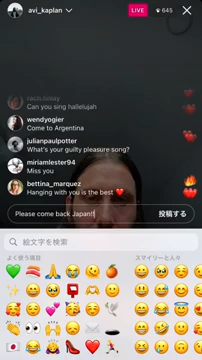 avi_kaplan
LIVE
645
Can you sing hallelujah
wendyogier
Come to Argentina
julianpaulpotter
What's your guilty pleasure song?
miriamlester94
Miss you
bettina_marquez
Hanging with you is the best ❤️
Please come back Japan!!
投稿する
絵文字を検索
よく使う項目
スマイリーと人々